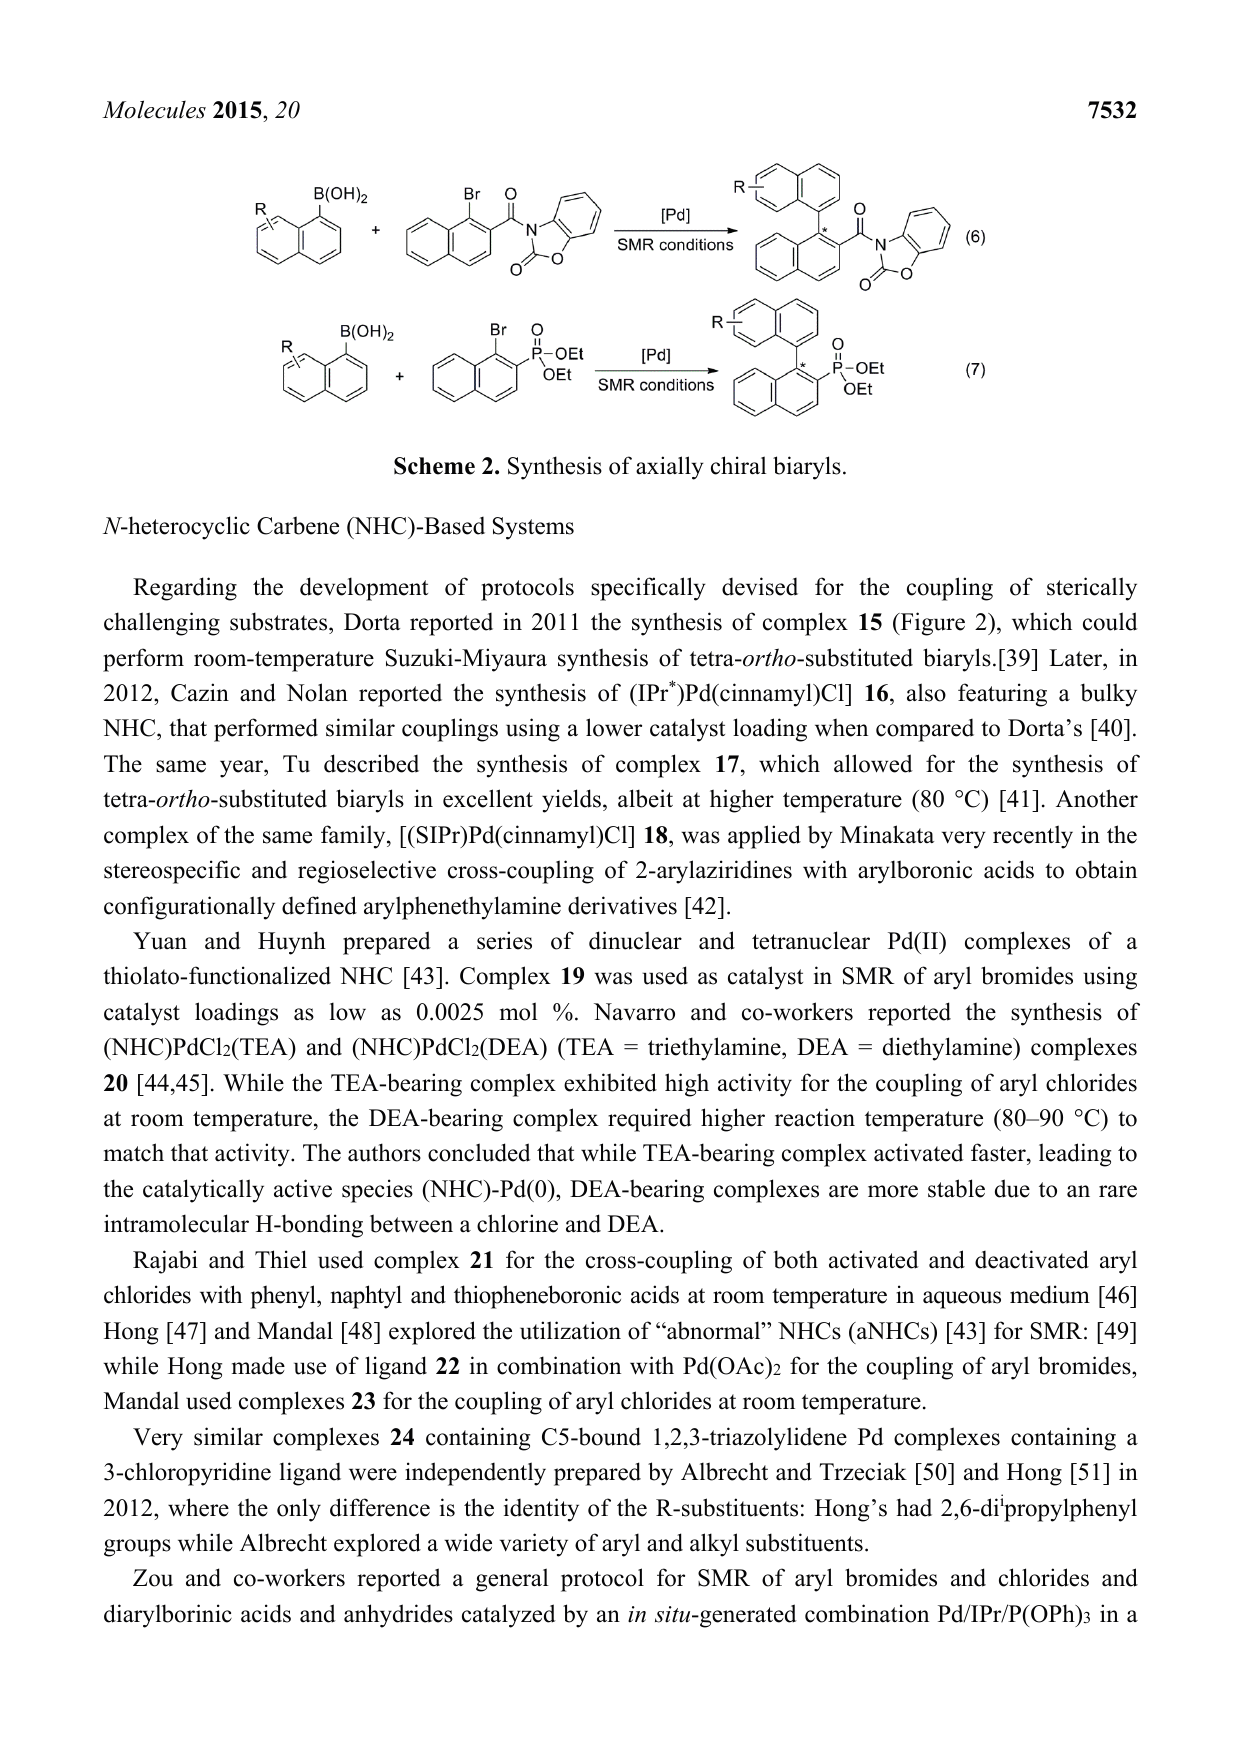 Molecules 2015, 20 7532
B(OH)2
R
+
Br O
N
O O
[Pd]
SMR conditions
R
*
O
N
O O
(6)
B(OH)2
R
+
Br O
P OEt
OEt
[Pd]
SMR conditions
R
*
O
P OEt
OEt
(7)
Scheme 2. Synthesis of axially chiral biaryls.
N-heterocyclic Carbene (NHC)-Based Systems
Regarding the development of protocols specifically devised for the coupling of sterically
challenging substrates, Dorta reported in 2011 the synthesis of complex 15 (Figure 2), which could
perform room-temperature Suzuki-Miyaura synthesis of tetra-ortho-substituted biaryls.[39] Later, in
2012, Cazin and Nolan reported the synthesis of (IPr*)Pd(cinnamyl)Cl] 16, also featuring a bulky
NHC, that performed similar couplings using a lower catalyst loading when compared to Dorta’s [40].
The same year, Tu described the synthesis of complex 17, which allowed for the synthesis of
tetra-ortho-substituted biaryls in excellent yields, albeit at higher temperature (80 °C) [41]. Another
complex of the same family, [(SIPr)Pd(cinnamyl)Cl] 18, was applied by Minakata very recently in the
stereospecific and regioselective cross-coupling of 2-arylaziridines with arylboronic acids to obtain
configurationally defined arylphenethylamine derivatives [42].
Yuan and Huynh prepared a series of dinuclear and tetranuclear Pd(II) complexes of a
thiolato-functionalized NHC [43]. Complex 19 was used as catalyst in SMR of aryl bromides using
catalyst loadings as low as 0.0025 mol %. Navarro and co-workers reported the synthesis of
(NHC)PdCl2(TEA) and (NHC)PdCl2(DEA) (TEA = triethylamine, DEA = diethylamine) complexes
20 [44,45]. While the TEA-bearing complex exhibited high activity for the coupling of aryl chlorides
at room temperature, the DEA-bearing complex required higher reaction temperature (80–90 °C) to
match that activity. The authors concluded that while TEA-bearing complex activated faster, leading to
the catalytically active species (NHC)-Pd(0), DEA-bearing complexes are more stable due to an rare
intramolecular H-bonding between a chlorine and DEA.
Rajabi and Thiel used complex 21 for the cross-coupling of both activated and deactivated aryl
chlorides with phenyl, naphtyl and thiopheneboronic acids at room temperature in aqueous medium [46]
Hong [47] and Mandal [48] explored the utilization of “abnormal” NHCs (aNHCs) [43] for SMR: [49]
while Hong made use of ligand 22 in combination with Pd(OAc)2 for the coupling of aryl bromides,
Mandal used complexes 23 for the coupling of aryl chlorides at room temperature.
Very similar complexes 24 containing C5-bound 1,2,3-triazolylidene Pd complexes containing a
3-chloropyridine ligand were independently prepared by Albrecht and Trzeciak [50] and Hong [51] in
2012, where the only difference is the identity of the R-substituents: Hong’s had 2,6-diipropylphenyl
groups while Albrecht explored a wide variety of aryl and alkyl substituents.
Zou and co-workers reported a general protocol for SMR of aryl bromides and chlorides and
diarylborinic acids and anhydrides catalyzed by an in situ-generated combination Pd/IPr/P(OPh)3 in a